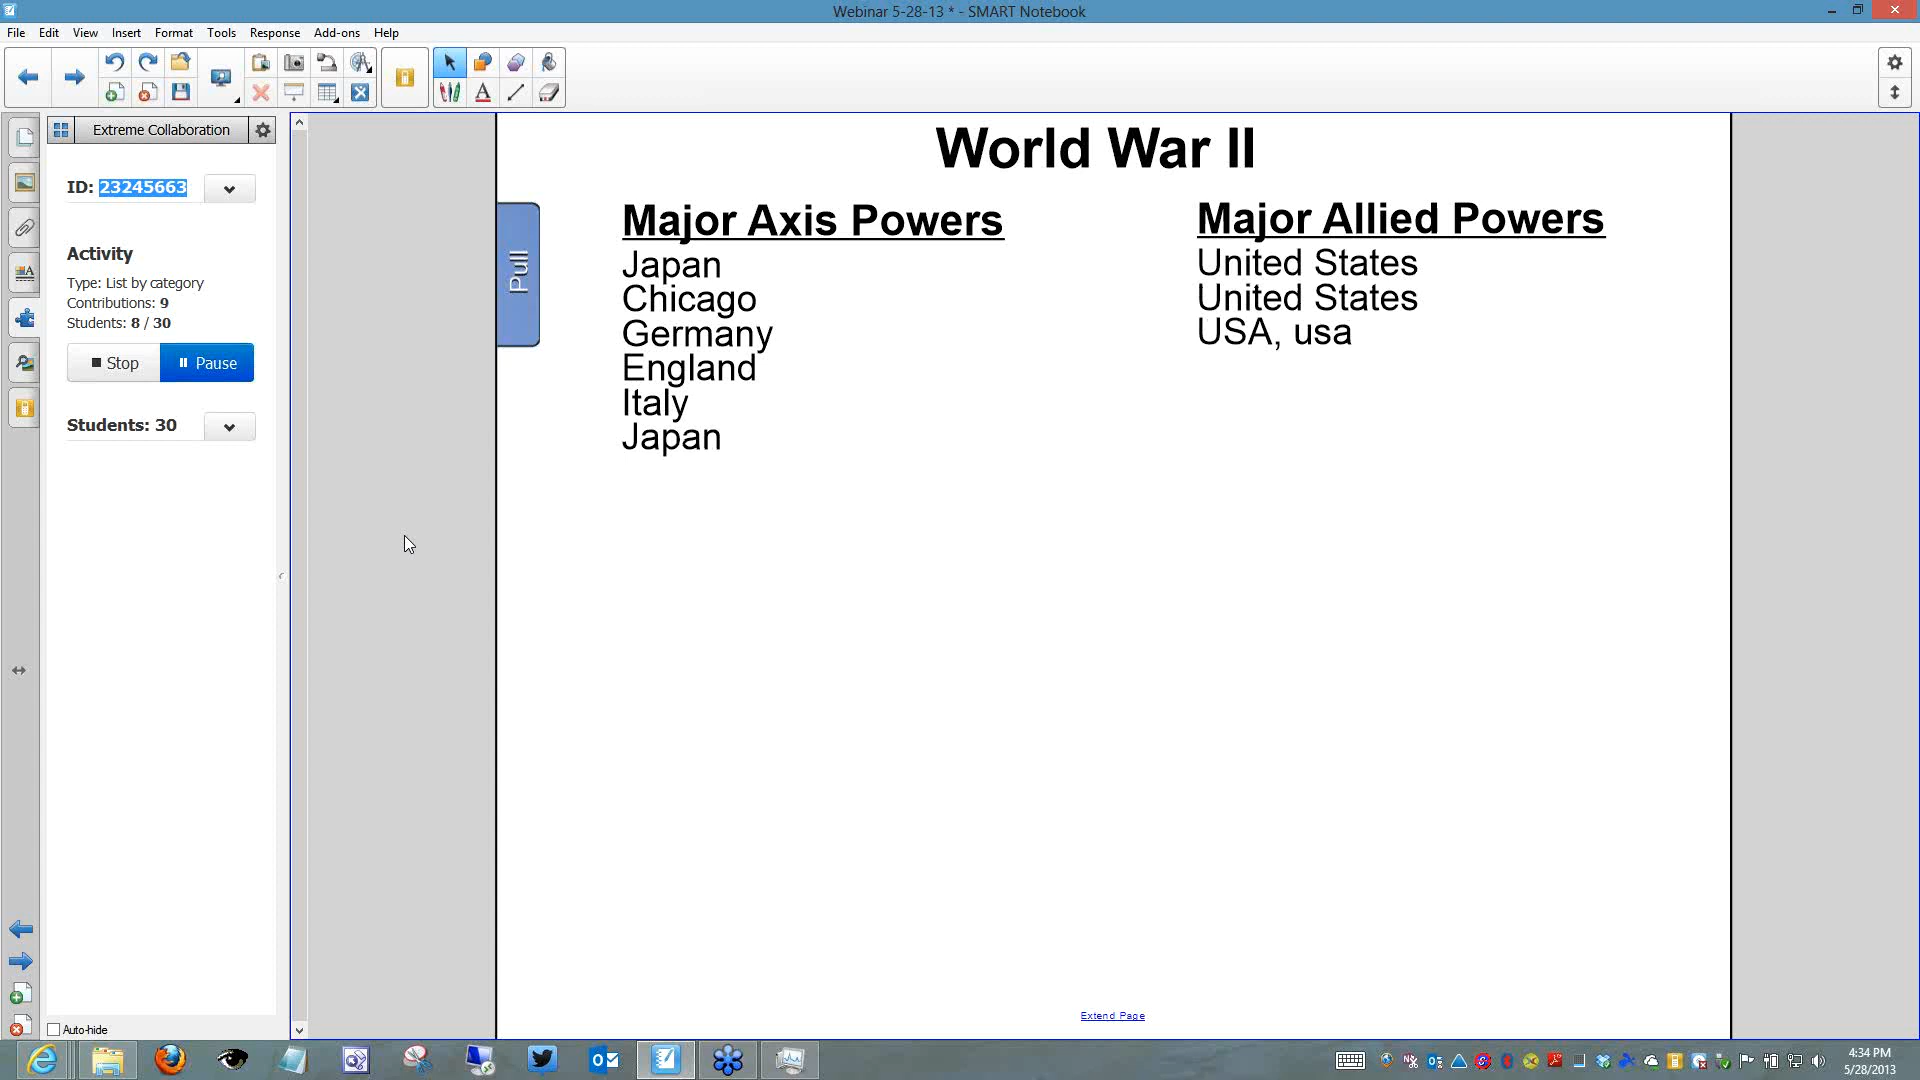 Webinar 5-28-13 * - SMART Notebook
File Edit View Insert Format Tools Response Add-ons Help
Extreme Collaboration
ID: 23245663
Activity
Type: List by category
Contributions: 9
Students: 8 / 30
Stop Pause
Students: 30
Auto-hide
World War II
Pull
Major Axis Powers
Japan
Chicago
Germany
England
Italy
Japan
Major Allied Powers
United States
United States
USA, usa
Extend Page
4:34 PM
5/28/2013